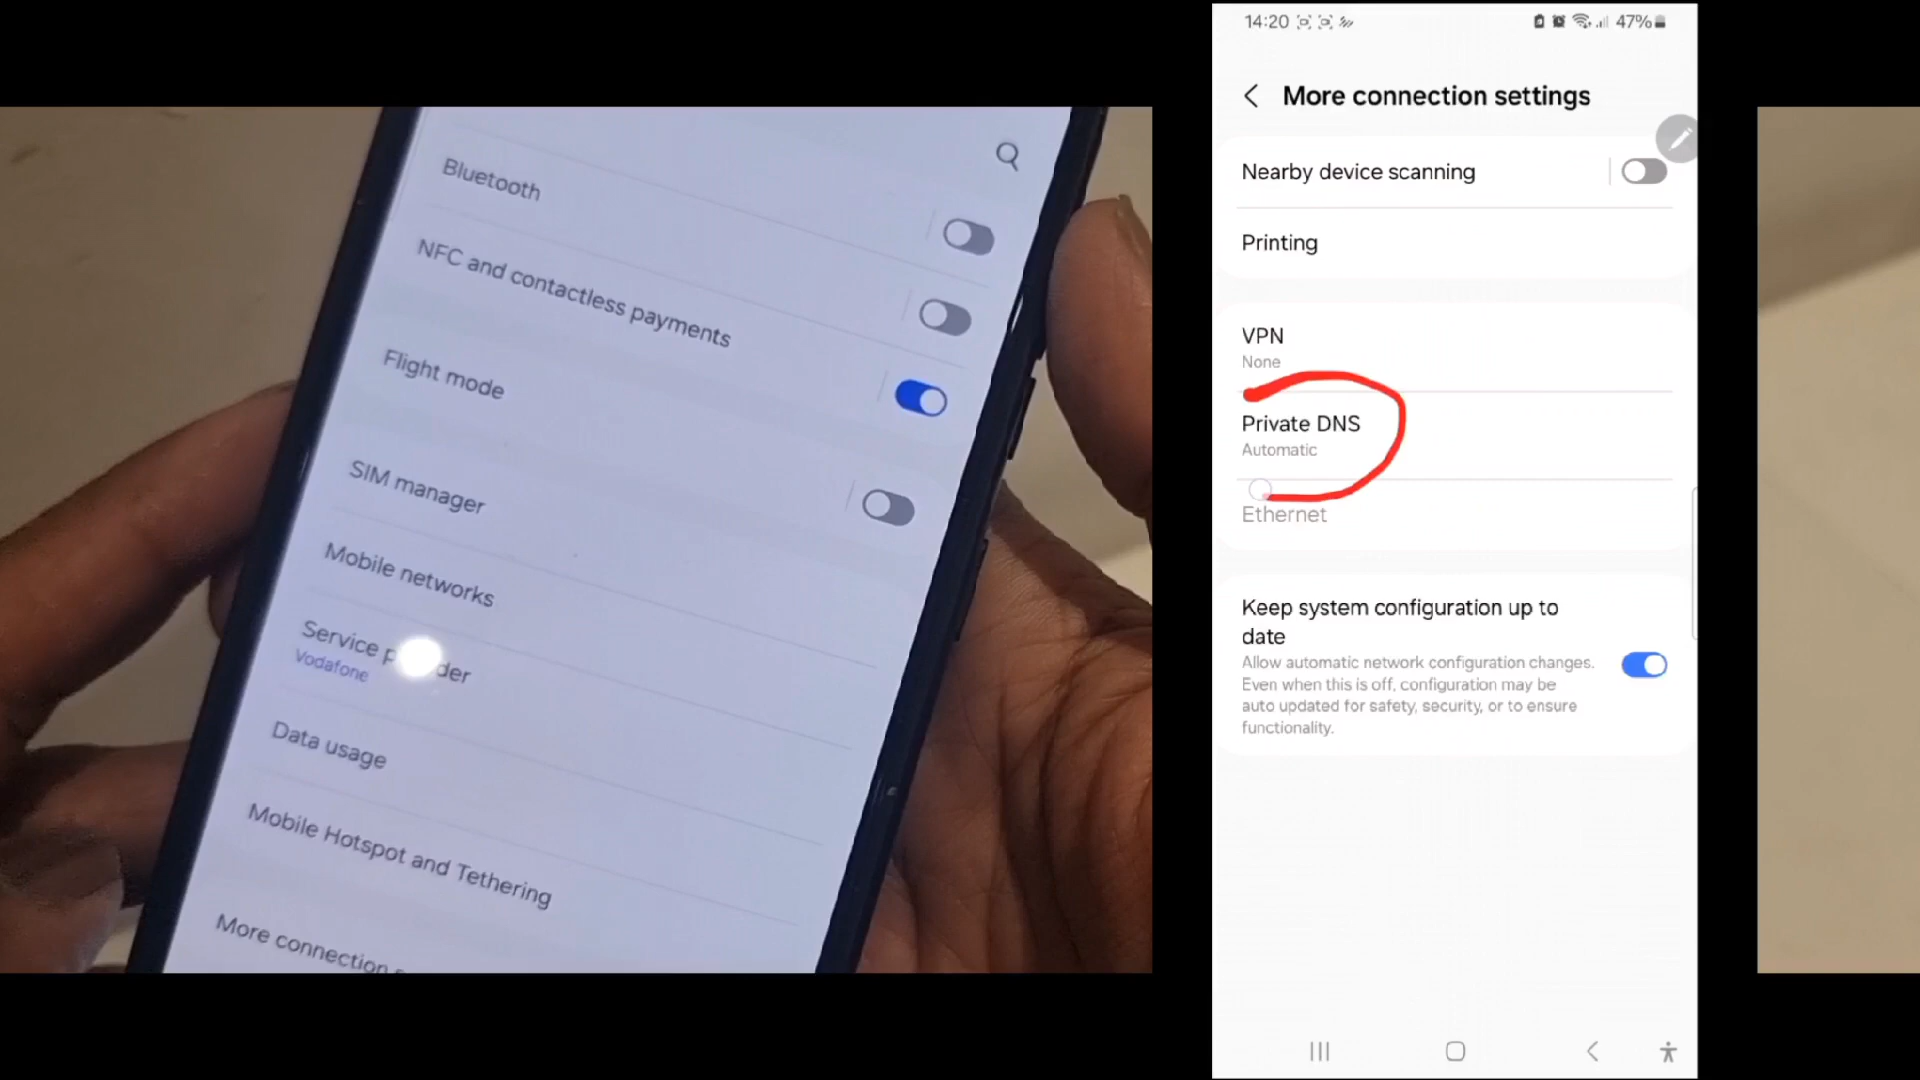 Bluetooth
NFC and contactless payments
Flight mode
SIM manager
Mobile networks
Service p der
Vodafone
Data usage
Mobile Hotspot and Tethering
More connection
14:20
47%
More connection settings
Nearby device scanning
Printing
VPN
None
Private DNS
Automatic
Ethernet
Keep system configuration up to
date
Allow automatic network configuration changes.
Even when this is off, configuration may be
auto updated for safety, security, or to ensure
functionality.